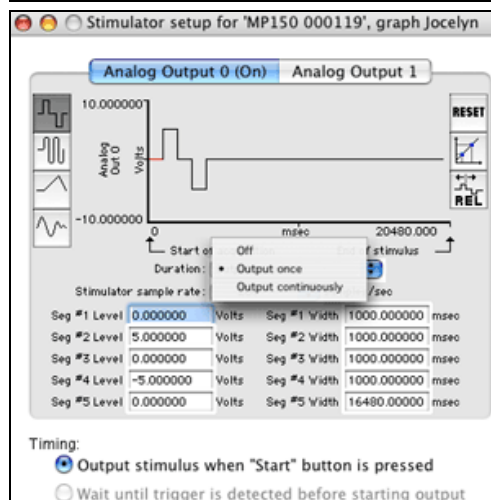 Stimulator setup for 'MP150 000119', graph Jocelyn
Analog Output 0 (On) Analog Output 1
10.000000
Analog Out 0
Volts
-10.000000
0 msec 20480.000
RESET
REL
Start of End of stimulus
Duration:
Off
• Output once
Output continuously
Stimulator sample rate: /sec
Seg #1 Level 0.000000 Volts Seg #1 Width 1000.000000 msec
Seg #2 Level 5.000000 Volts Seg #2 Width 1000.000000 msec
Seg #3 Level 0.000000 Volts Seg #3 Width 1000.000000 msec
Seg #4 Level -5.000000 Volts Seg #4 Width 1000.000000 msec
Seg #5 Level 0.000000 Volts Seg #5 Width 16480.00000 msec
Timing:
Output stimulus when "Start" button is pressed
Wait until trigger is detected before starting output